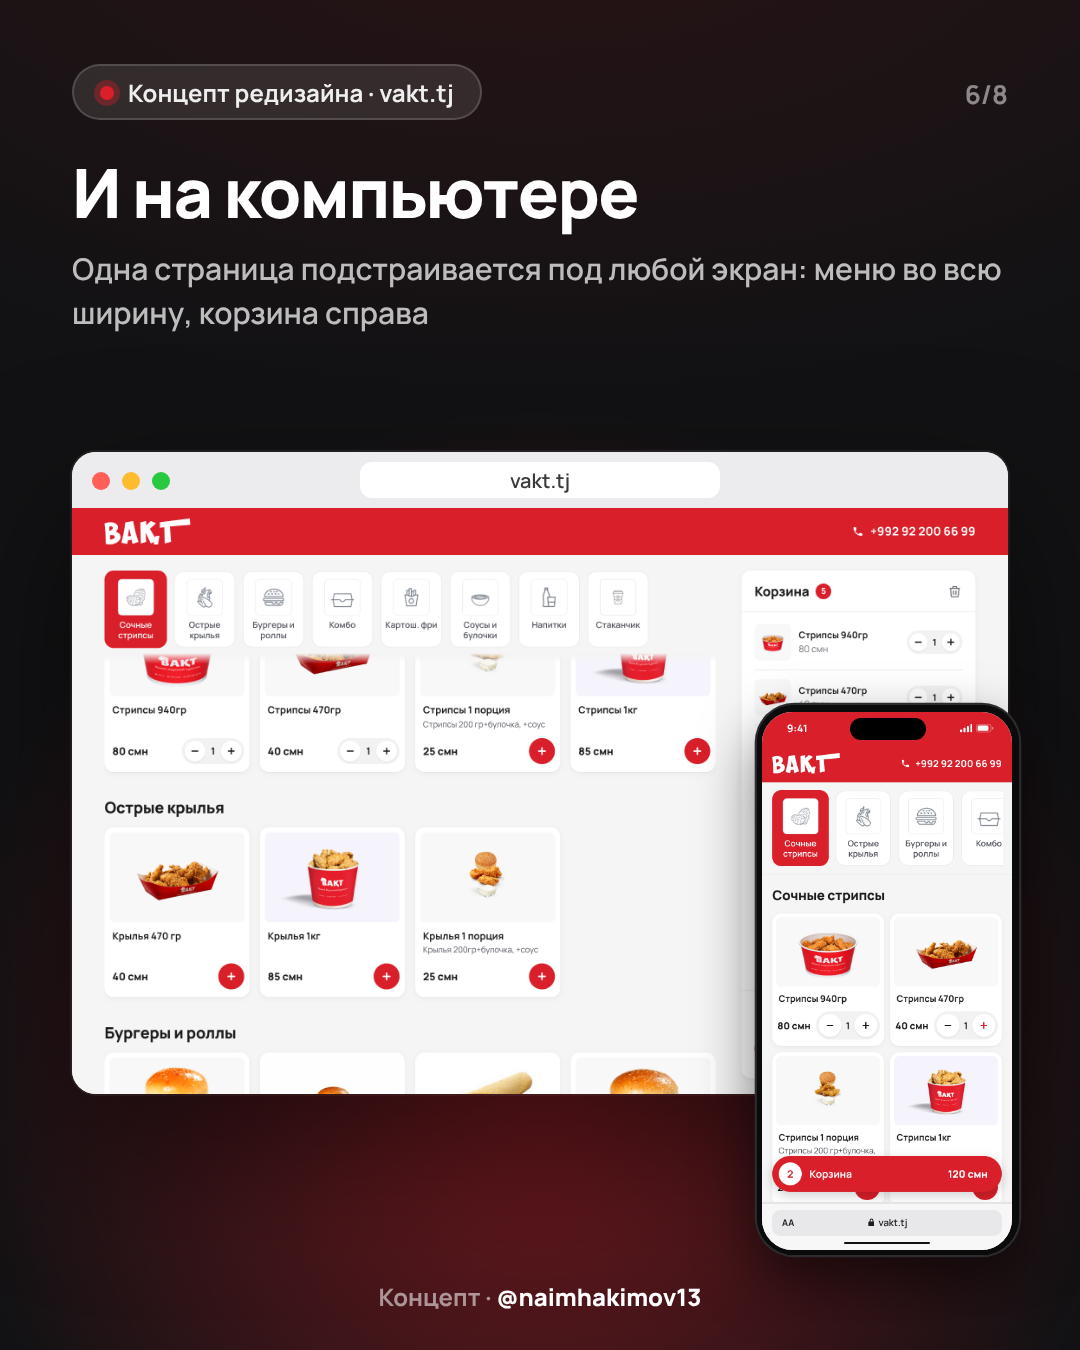 Концепт редизайна · vakt.tj
6/8
И на компьютере
Одна страница подстраивается под любой экран: меню во всю
ширину, корзина справа
vakt.tj
ВАКТ
+992 92 200 66 99
Сочные
стрипсы
Острые
крылья
Бургеры и
роллы
Комбо
Картош. фри
Соусы и
булочки
Напитки
Стаканчик
Корзина 5
Стрипсы 940гр
80 смн
− 1 +
Стрипсы 470гр
− 1 +
ВАКТ
Стрипсы 940гр
80 смн
− 1 +
Стрипсы 470гр
40 смн
− 1 +
Стрипсы 1 порция
Стрипсы 200 гр+булочка, +соус
25 смн
+
Стрипсы 1кг
85 смн
+
Острые крылья
ВАКТ
Крылья 470 гр
40 смн
+
ВАКТ
Крылья 1кг
85 смн
+
Крылья 1 порция
Крылья 200гр+булочка, +соус
25 смн
+
Бургеры и роллы
9:41
ВАКТ
+992 92 200 66 99
Сочные
стрипсы
Острые
крылья
Бургеры и
роллы
Комбо
Сочные стрипсы
ВАКТ
Стрипсы 940гр
80 смн
− 1 +
ВАКТ
Стрипсы 470гр
40 смн
− 1 +
Стрипсы 1 порция
Стрипсы 200 гр+булочка,
ВАКТ
Стрипсы 1кг
2 Корзина 120 смн
AA
vakt.tj
Концепт · @naimhakimov13